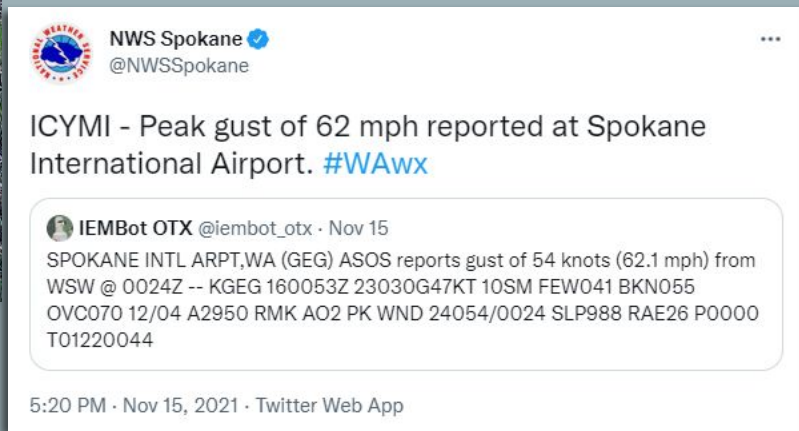 NWS Spokane
@NWSSpokane
ICYMI - Peak gust of 62 mph reported at Spokane
International Airport. #WAwx
IEMBot OTX @iembot_otx · Nov 15
SPOKANE INTL ARPT,WA (GEG) ASOS reports gust of 54 knots (62.1 mph) from
WSW @ 0024Z -- KGEG 160053Z 23030G47KT 10SM FEW041 BKN055
OVC070 12/04 A2950 RMK AO2 PK WND 24054/0024 SLP988 RAE26 P0000
T01220044
5:20 PM · Nov 15, 2021 · Twitter Web App